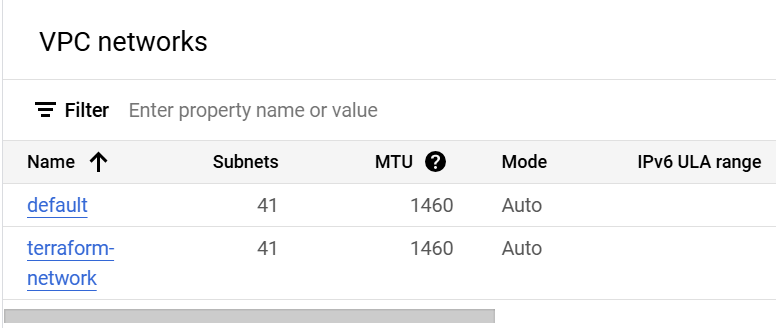 VPC networks
Filter Enter property name or value
Name Subnets MTU ? Mode IPv6 ULA range
default 41 1460 Auto
terraform- 41 1460 Auto
network